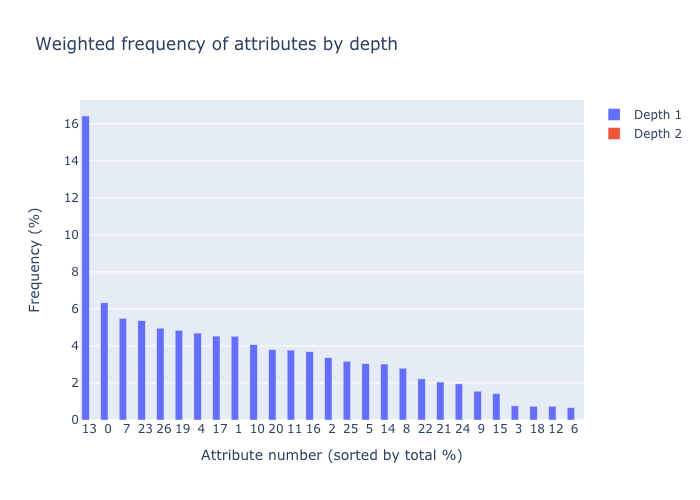 Weighted frequency of attributes by depth
Depth 1
Depth 2
Frequency (%)
16
14
12
10
8
6
4
2
0
13 0 7 23 26 19 4 17 1 10 20 11 16 2 25 5 14 8 22 21 24 9 15 3 18 12 6
Attribute number (sorted by total %)